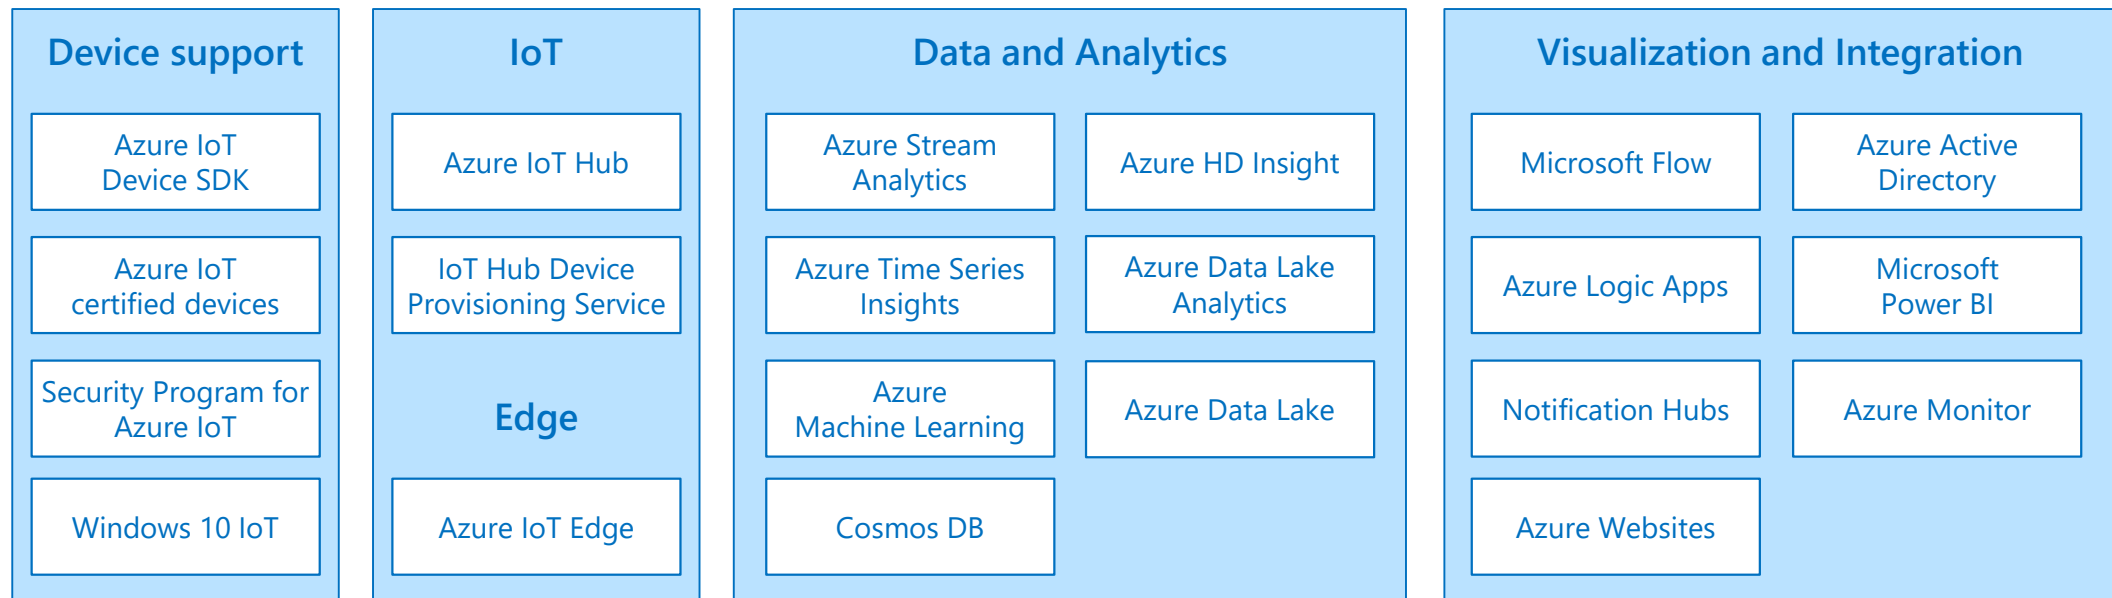 Device support
Azure IoT
Device SDK
Azure IoT
certified devices
Security Program for
Azure IoT
Windows 10 IoT
IoT
Azure IoT Hub
IoT Hub Device
Provisioning Service
Edge
Azure IoT Edge
Data and Analytics
Azure Stream
Analytics
Azure HD Insight
Azure Time Series
Insights
Azure Data Lake
Analytics
Azure
Machine Learning
Azure Data Lake
Cosmos DB
Visualization and Integration
Microsoft Flow
Azure Active
Directory
Azure Logic Apps
Microsoft
Power BI
Notification Hubs
Azure Monitor
Azure Websites